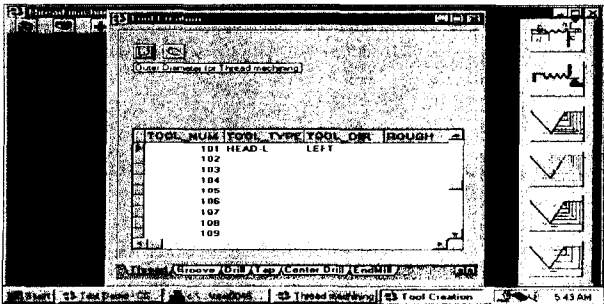 Thread machining
Tool Creation
Outer Diameter for Thread machining
TOOL_NUM TOOL_TYPE TOOL_DIR ROUGH
101 HEAD-L LEFT
102
103
104
105
106
107
108
109
Thread Groove Drill Tap Center Drill EndMill
Start Thread machining Tool Creation 5:43 AM